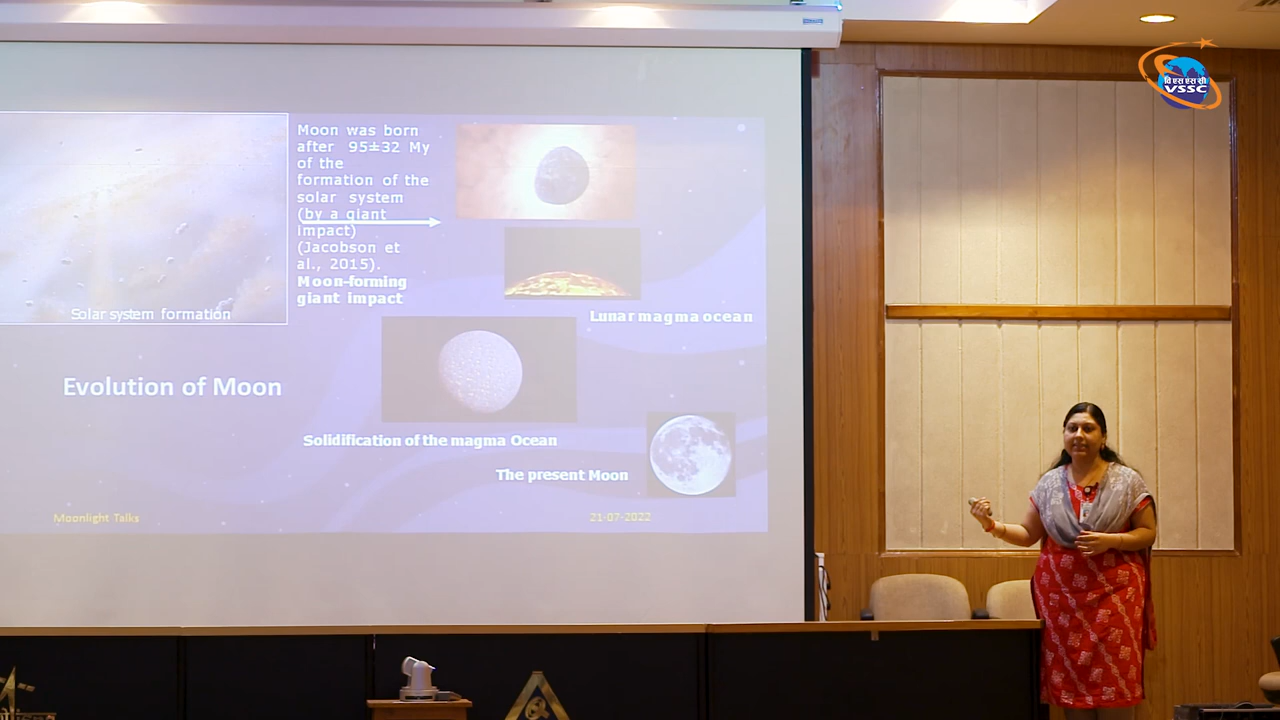 वि एस एस सी
VSSC
Moon was born
after 95±32 My
of the
formation of the
solar system
(by a giant
impact)
(Jacobson et
al., 2015).
Moon-forming
giant impact
Solar system formation
Lunar magma ocean
Evolution of Moon
Solidification of the magma Ocean
The present Moon
Moonlight Talks
21-07-2022